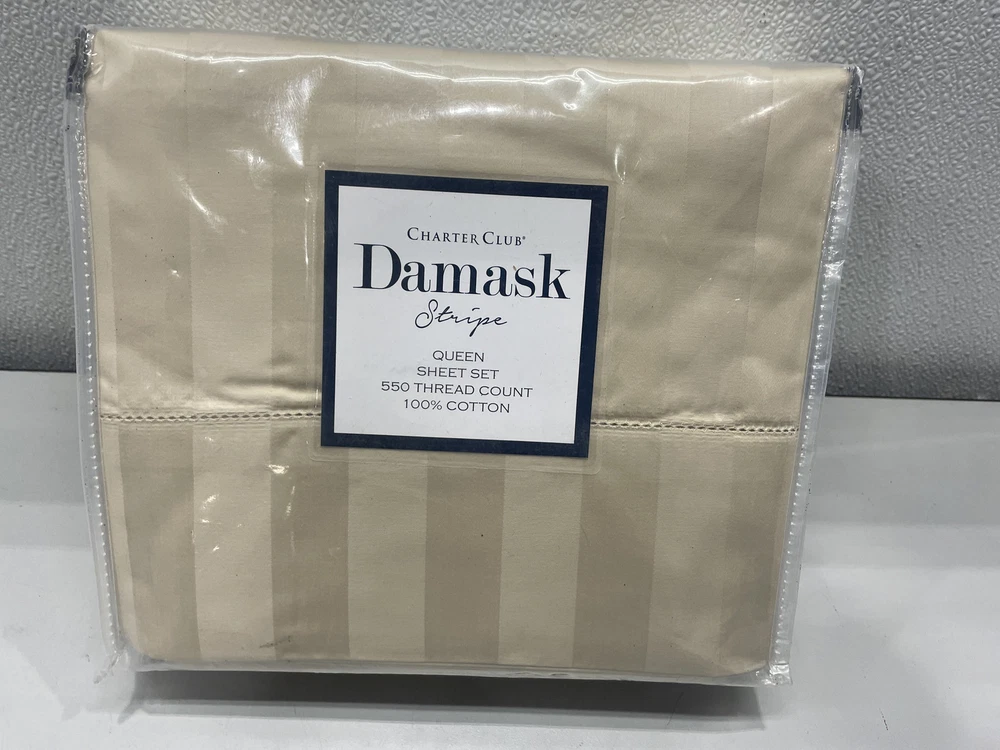 CHARTER CLUB®
Damask
Stripe
QUEEN
SHEET SET
550 THREAD COUNT
100% COTTON